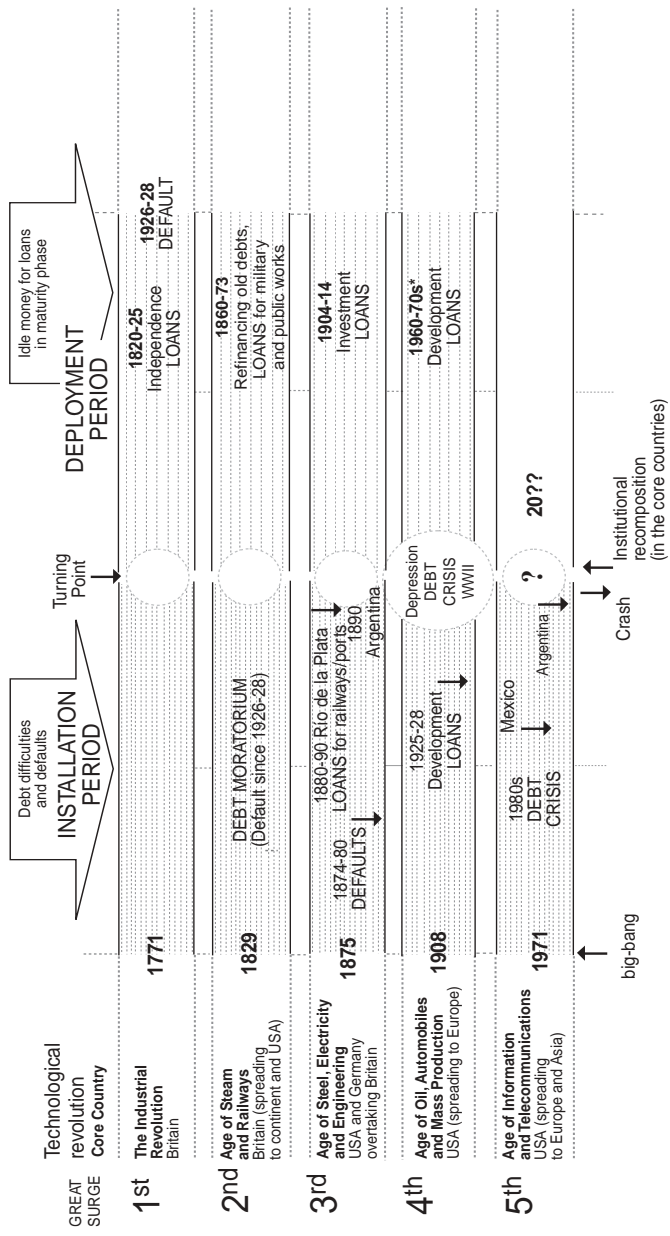 GREAT
SURGE
Technological
revolution
Core Country
Debt difficulties
and defaults
INSTALLATION
PERIOD
Turning
Point
Idle money for loans
in maturity phase
DEPLOYMENT
PERIOD
1st
The Industrial
Revolution
Britain
1771
1820-25
Independence
LOANS
1926-28
DEFAULT
2nd
Age of Steam
and Railways
Britain (spreading
to continent and USA)
1829
DEBT MORATORIUM
(Default since 1926-28)
1860-73
Refinancing old debts,
LOANS for military
and public works
3rd
Age of Steel, Electricity
and Engineering
USA and Germany
overtaking Britain
1875
1874-80
DEFAULTS
1880-90 Río de la Plata
LOANS for railways/ports
1890
Argentina
1904-14
Investment
LOANS
4th
Age of Oil, Automobiles
and Mass Production
USA (spreading to Europe)
1908
1925-28
Development
LOANS
Depression
DEBT
CRISIS
WWII
1960-70s*
Development
LOANS
5th
Age of Information
and Telecommunications
USA (spreading
to Europe and Asia)
1971
1980s
DEBT
CRISIS
Mexico
Argentina
?
20??
big-bang
Crash
Institutional
recomposition
(in the core countries)